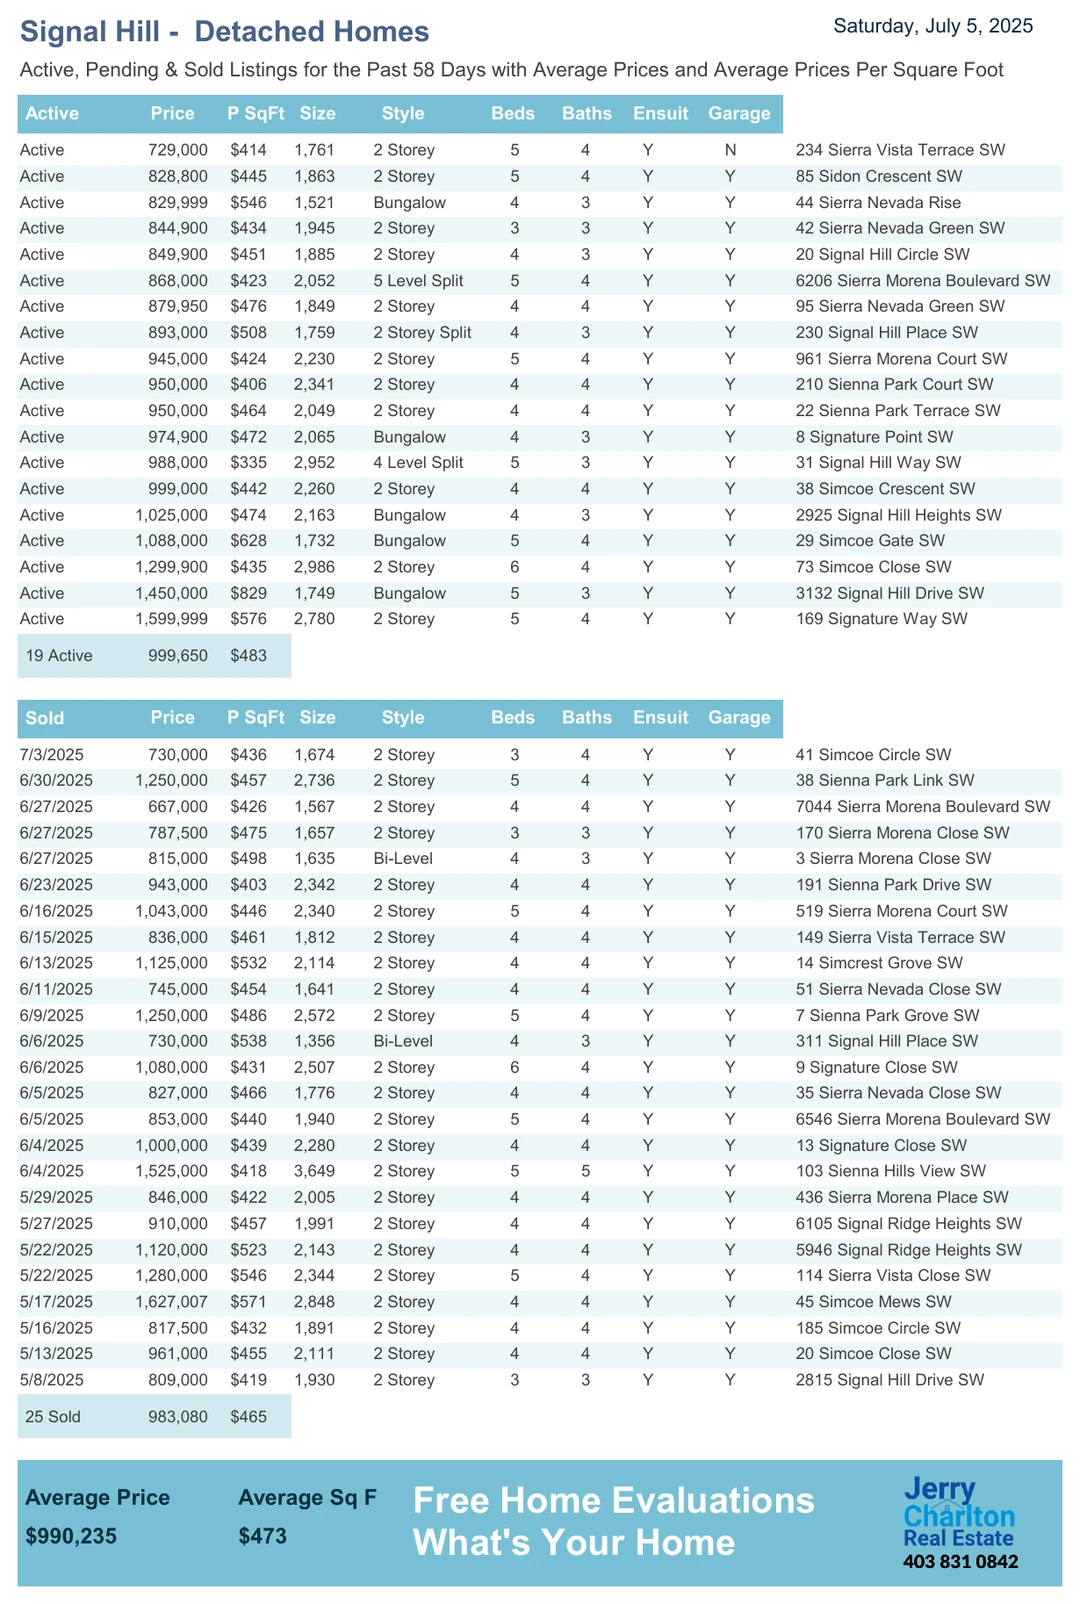 Signal Hill - Detached Homes
Saturday, July 5, 2025
Active, Pending & Sold Listings for the Past 58 Days with Average Prices and Average Prices Per Square Foot
Active Price P SqFt Size Style Beds Baths Ensuit Garage
Active 729,000 $414 1,761 2 Storey 5 4 Y N 234 Sierra Vista Terrace SW
Active 828,800 $445 1,863 2 Storey 5 4 Y Y 85 Sidon Crescent SW
Active 829,999 $546 1,521 Bungalow 4 3 Y Y 44 Sierra Nevada Rise
Active 844,900 $434 1,945 2 Storey 3 3 Y Y 42 Sierra Nevada Green SW
Active 849,900 $451 1,885 2 Storey 4 3 Y Y 20 Signal Hill Circle SW
Active 868,000 $423 2,052 5 Level Split 5 4 Y Y 6206 Sierra Morena Boulevard SW
Active 879,950 $476 1,849 2 Storey 4 4 Y Y 95 Sierra Nevada Green SW
Active 893,000 $508 1,759 2 Storey Split 4 3 Y Y 230 Signal Hill Place SW
Active 945,000 $424 2,230 2 Storey 5 4 Y Y 961 Sierra Morena Court SW
Active 950,000 $406 2,341 2 Storey 4 4 Y Y 210 Sienna Park Court SW
Active 950,000 $464 2,049 2 Storey 4 4 Y Y 22 Sienna Park Terrace SW
Active 974,900 $472 2,065 Bungalow 4 3 Y Y 8 Signature Point SW
Active 988,000 $335 2,952 4 Level Split 5 3 Y Y 31 Signal Hill Way SW
Active 999,000 $442 2,260 2 Storey 4 4 Y Y 38 Simcoe Crescent SW
Active 1,025,000 $474 2,163 Bungalow 4 3 Y Y 2925 Signal Hill Heights SW
Active 1,088,000 $628 1,732 Bungalow 5 4 Y Y 29 Simcoe Gate SW
Active 1,299,900 $435 2,986 2 Storey 6 4 Y Y 73 Simcoe Close SW
Active 1,450,000 $829 1,749 Bungalow 5 3 Y Y 3132 Signal Hill Drive SW
Active 1,599,999 $576 2,780 2 Storey 5 4 Y Y 169 Signature Way SW
19 Active 999,650 $483
Sold Price P SqFt Size Style Beds Baths Ensuit Garage
7/3/2025 730,000 $436 1,674 2 Storey 3 4 Y Y 41 Simcoe Circle SW
6/30/2025 1,250,000 $457 2,736 2 Storey 5 4 Y Y 38 Sienna Park Link SW
6/27/2025 667,000 $426 1,567 2 Storey 4 4 Y Y 7044 Sierra Morena Boulevard SW
6/27/2025 787,500 $475 1,657 2 Storey 3 3 Y Y 170 Sierra Morena Close SW
6/27/2025 815,000 $498 1,635 Bi-Level 4 3 Y Y 3 Sierra Morena Close SW
6/23/2025 943,000 $403 2,342 2 Storey 4 4 Y Y 191 Sienna Park Drive SW
6/16/2025 1,043,000 $446 2,340 2 Storey 5 4 Y Y 519 Sierra Morena Court SW
6/15/2025 836,000 $461 1,812 2 Storey 4 4 Y Y 149 Sierra Vista Terrace SW
6/13/2025 1,125,000 $532 2,114 2 Storey 4 4 Y Y 14 Simcrest Grove SW
6/11/2025 745,000 $454 1,641 2 Storey 4 4 Y Y 51 Sierra Nevada Close SW
6/9/2025 1,250,000 $486 2,572 2 Storey 5 4 Y Y 7 Sienna Park Grove SW
6/6/2025 730,000 $538 1,356 Bi-Level 4 3 Y Y 311 Signal Hill Place SW
6/6/2025 1,080,000 $431 2,507 2 Storey 6 4 Y Y 9 Signature Close SW
6/5/2025 827,000 $466 1,776 2 Storey 4 4 Y Y 35 Sierra Nevada Close SW
6/5/2025 853,000 $440 1,940 2 Storey 5 4 Y Y 6546 Sierra Morena Boulevard SW
6/4/2025 1,000,000 $439 2,280 2 Storey 4 4 Y Y 13 Signature Close SW
6/4/2025 1,525,000 $418 3,649 2 Storey 5 5 Y Y 103 Sienna Hills View SW
5/29/2025 846,000 $422 2,005 2 Storey 4 4 Y Y 436 Sierra Morena Place SW
5/27/2025 910,000 $457 1,991 2 Storey 4 4 Y Y 6105 Signal Ridge Heights SW
5/22/2025 1,120,000 $523 2,143 2 Storey 4 4 Y Y 5946 Signal Ridge Heights SW
5/22/2025 1,280,000 $546 2,344 2 Storey 5 4 Y Y 114 Sierra Vista Close SW
5/17/2025 1,627,007 $571 2,848 2 Storey 4 4 Y Y 45 Simcoe Mews SW
5/16/2025 817,500 $432 1,891 2 Storey 4 4 Y Y 185 Simcoe Circle SW
5/13/2025 961,000 $455 2,111 2 Storey 4 4 Y Y 20 Simcoe Close SW
5/8/2025 809,000 $419 1,930 2 Storey 3 3 Y Y 2815 Signal Hill Drive SW
25 Sold 983,080 $465
Average Price Average Sq F
$990,235 $473
Free Home Evaluations
What's Your Home
Jerry
Charlton
Real Estate
403 831 0842